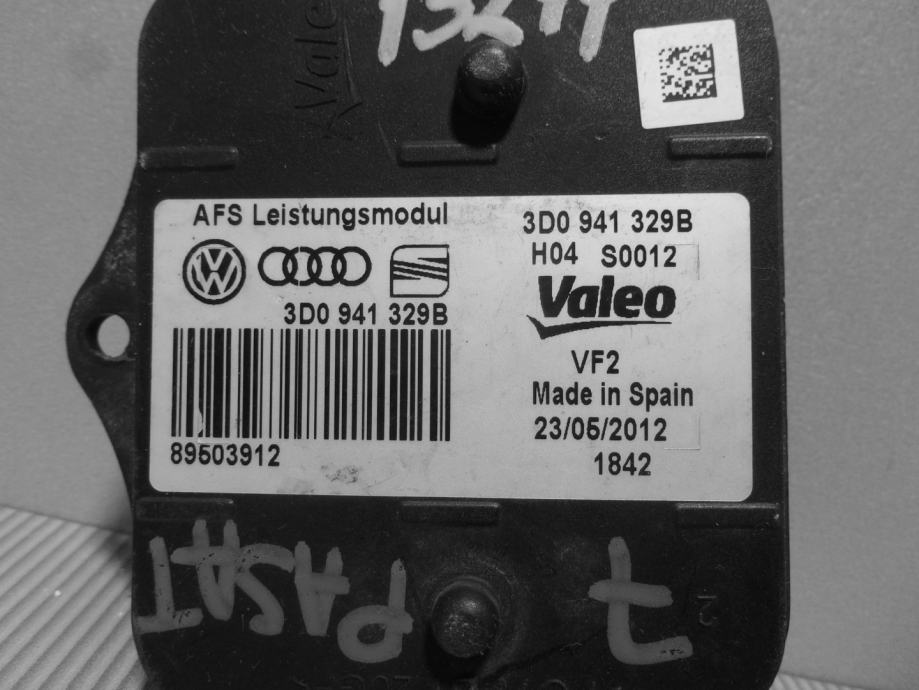 Valeo
AFS Leistungsmodul
3D0 941 329B
89503912
3D0 941 329B
H04 S0012
Valeo
VF2
Made in Spain
23/05/2012
1842
PASAT 7